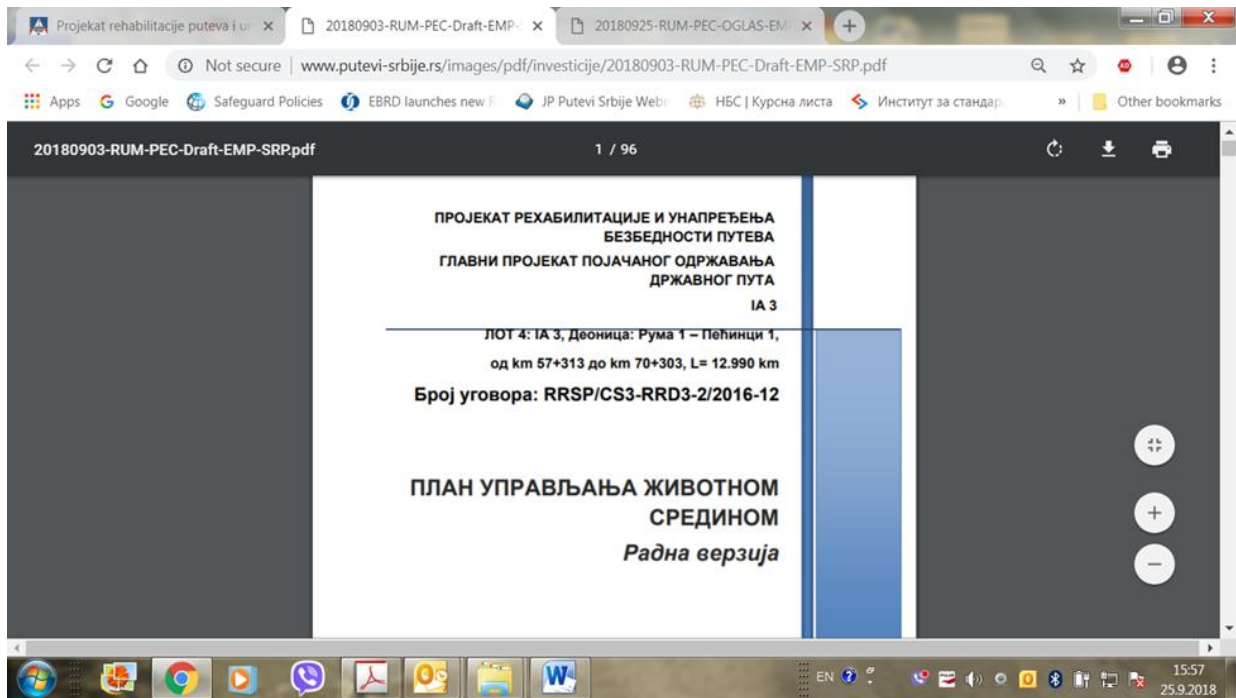 Projekat rehabilitacije puteva i
20180903-RUM-PEC-Draft-EMP-
20180925-RUM-PEC-OGLAS-EM
Not secure | www.putevi-srbije.rs/images/pdf/investicije/20180903-RUM-PEC-Draft-EMP-SRP.pdf
Apps Google Safeguard Policies EBRD launches new JP Putevi Srbije НБС | Курсна листа Институт за » Other bookmarks
20180903-RUM-PEC-Draft-EMP-SRP.pdf 1 / 96
ПРОЈЕКАТ РЕХАБИЛИТАЦИЈЕ И УНАПРЕЂЕЊА
БЕЗБЕДНОСТИ ПУТЕВА
ГЛАВНИ ПРОЈЕКАТ ПОЈАЧАНОГ ОДРЖАВАЊА
ДРЖАВНОГ ПУТА
IA 3
ЛОТ 4: IA 3, Деоница: Рума 1 – Пећинци 1,
од km 57+313 до km 70+303, L= 12.990 km
Број уговора: RRSP/CS3-RRD3-2/2016-12
ПЛАН УПРАВЉАЊА ЖИВОТНОМ
СРЕДИНОМ
Радна верзија
EN 15:57
25.9.2018